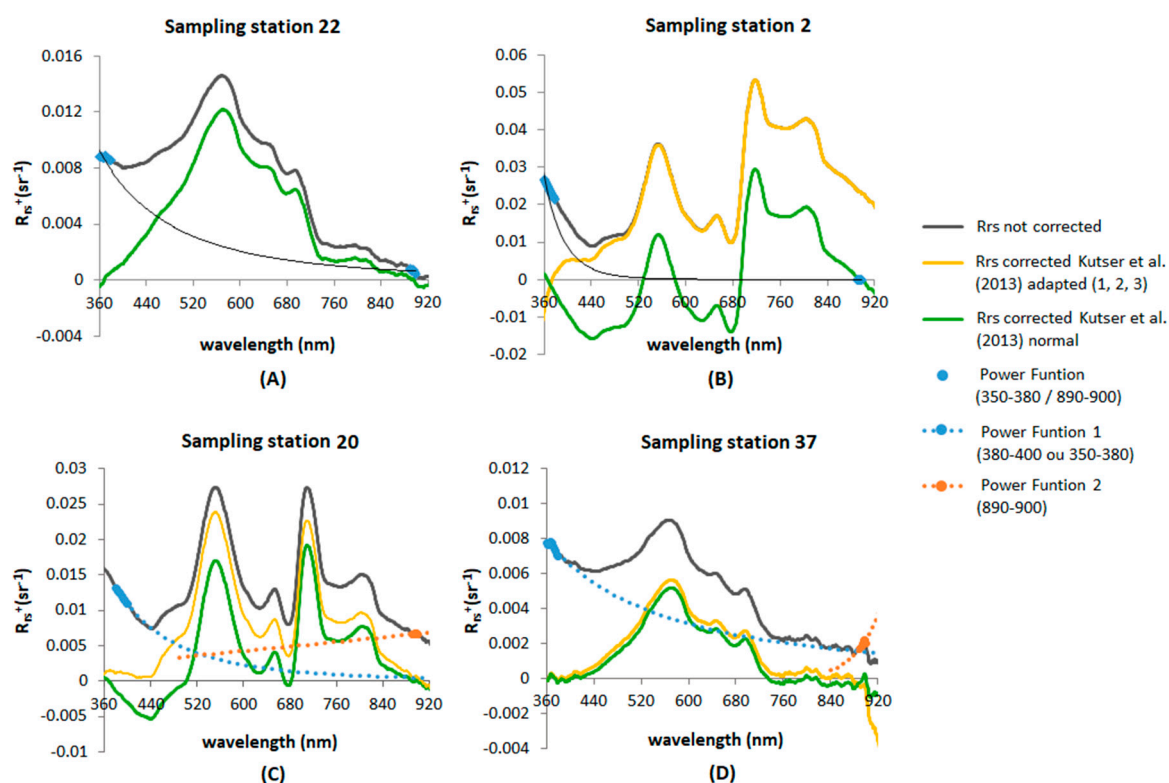 Sampling station 22
0.016
0.012
0.008
0.004
0
-0.004
Rrs+(sr-1)
360 440 520 600 680 760 840 920
wavelength (nm)
(A)
Sampling station 2
0.06
0.05
0.04
0.03
0.02
0.01
0
-0.01
-0.02
Rrs+(sr-1)
360 440 520 600 680 760 840 920
wavelength (nm)
(B)
Sampling station 20
0.03
0.025
0.02
0.015
0.01
0.005
0
-0.005
-0.01
Rrs+(sr-1)
360 440 520 600 680 760 840 920
wavelength (nm)
(C)
Sampling station 37
0.012
0.01
0.008
0.006
0.004
0.002
0
-0.002
-0.004
Rrs+(sr-1)
360 440 520 600 680 760 840 920
wavelength (nm)
(D)
Rrs not corrected
Rrs corrected Kutser et al.
(2013) adapted (1, 2, 3)
Rrs corrected Kutser et al.
(2013) normal
Power Funtion
(350-380 / 890-900)
Power Funtion 1
(380-400 ou 350-380)
Power Funtion 2
(890-900)